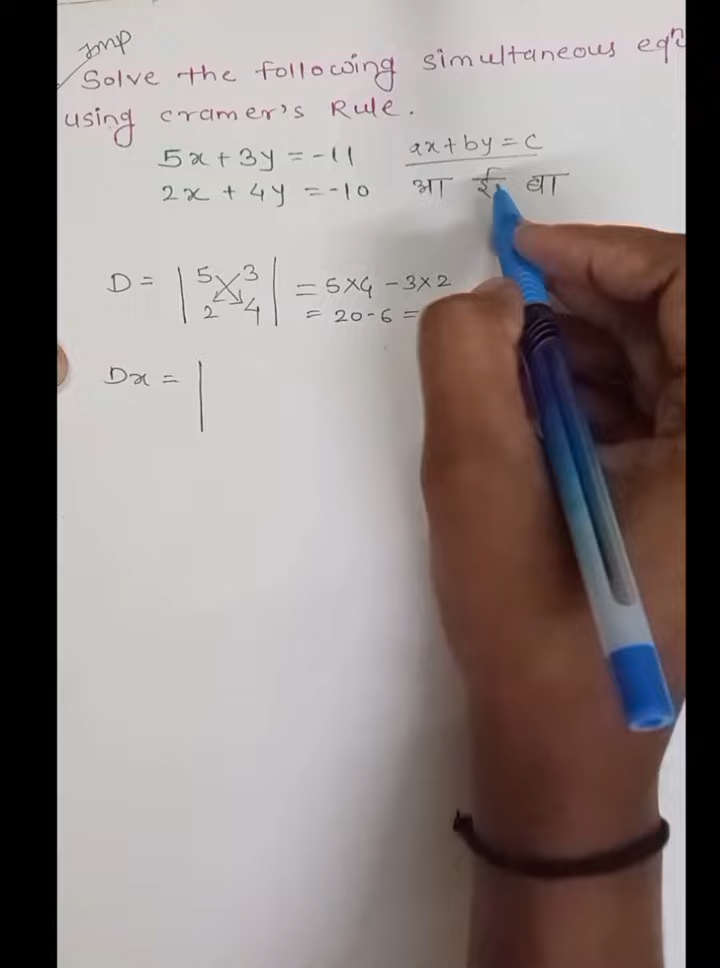 Imp
Solve the following simultaneous eqn
using cramer's Rule.
5x + 3y = -11
2x + 4y = -10
ax + by = c
आ ई बा
D = | 5 3 | = 5×4 - 3×2
2 4 = 20-6 =
Dx = |